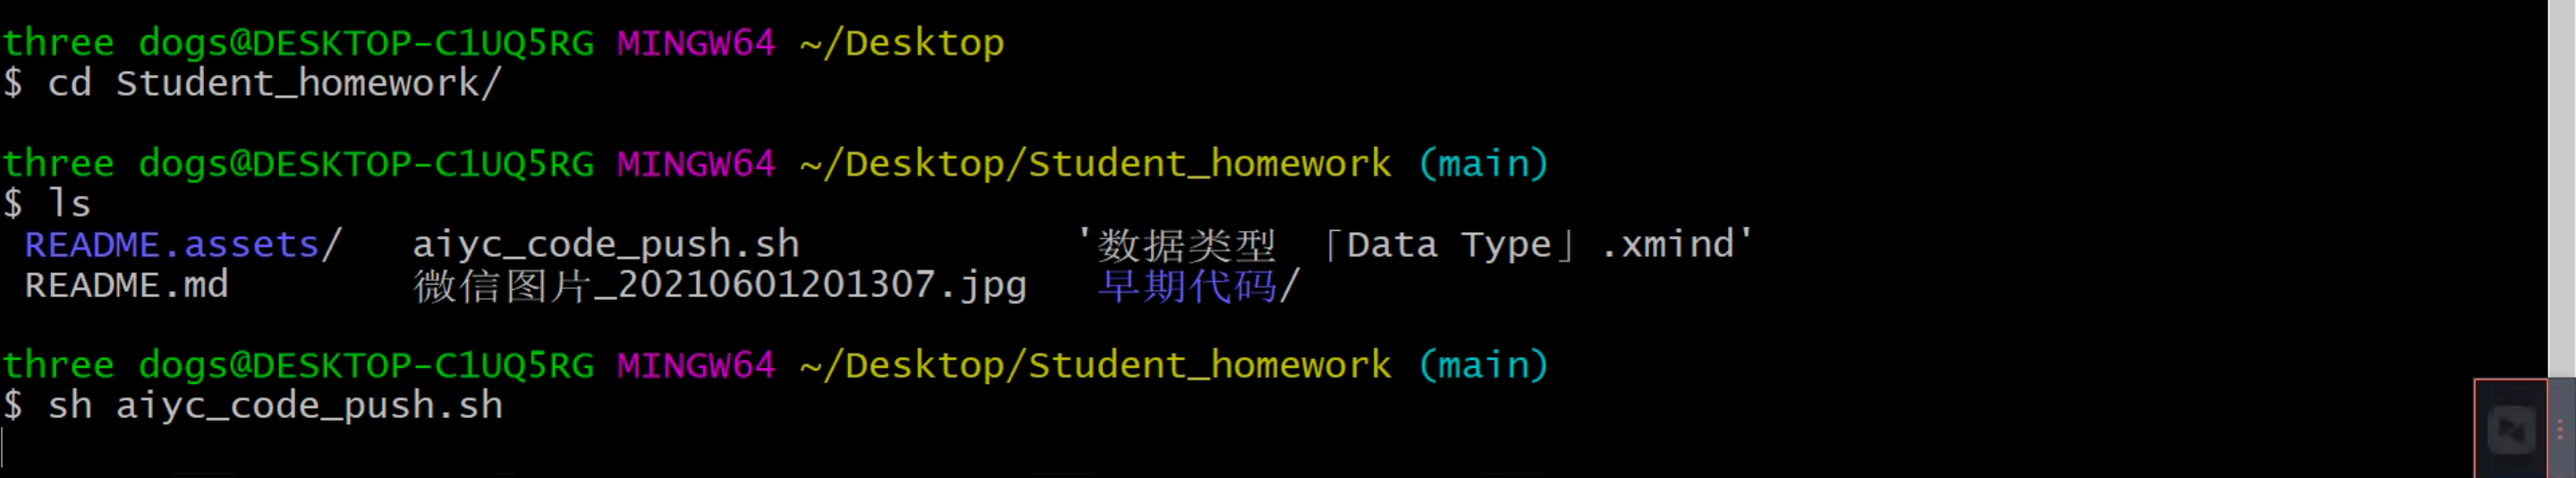 three dogs@DESKTOP-C1UQ5RG MINGW64 ~/Desktop
$ cd Student_homework/
three dogs@DESKTOP-C1UQ5RG MINGW64 ~/Desktop/Student_homework (main)
$ ls
README.assets/ aiyc_code_push.sh '数据类型 「Data Type」.xmind'
README.md 微信图片_20210601201307.jpg 早期代码/
three dogs@DESKTOP-C1UQ5RG MINGW64 ~/Desktop/Student_homework (main)
$ sh aiyc_code_push.sh